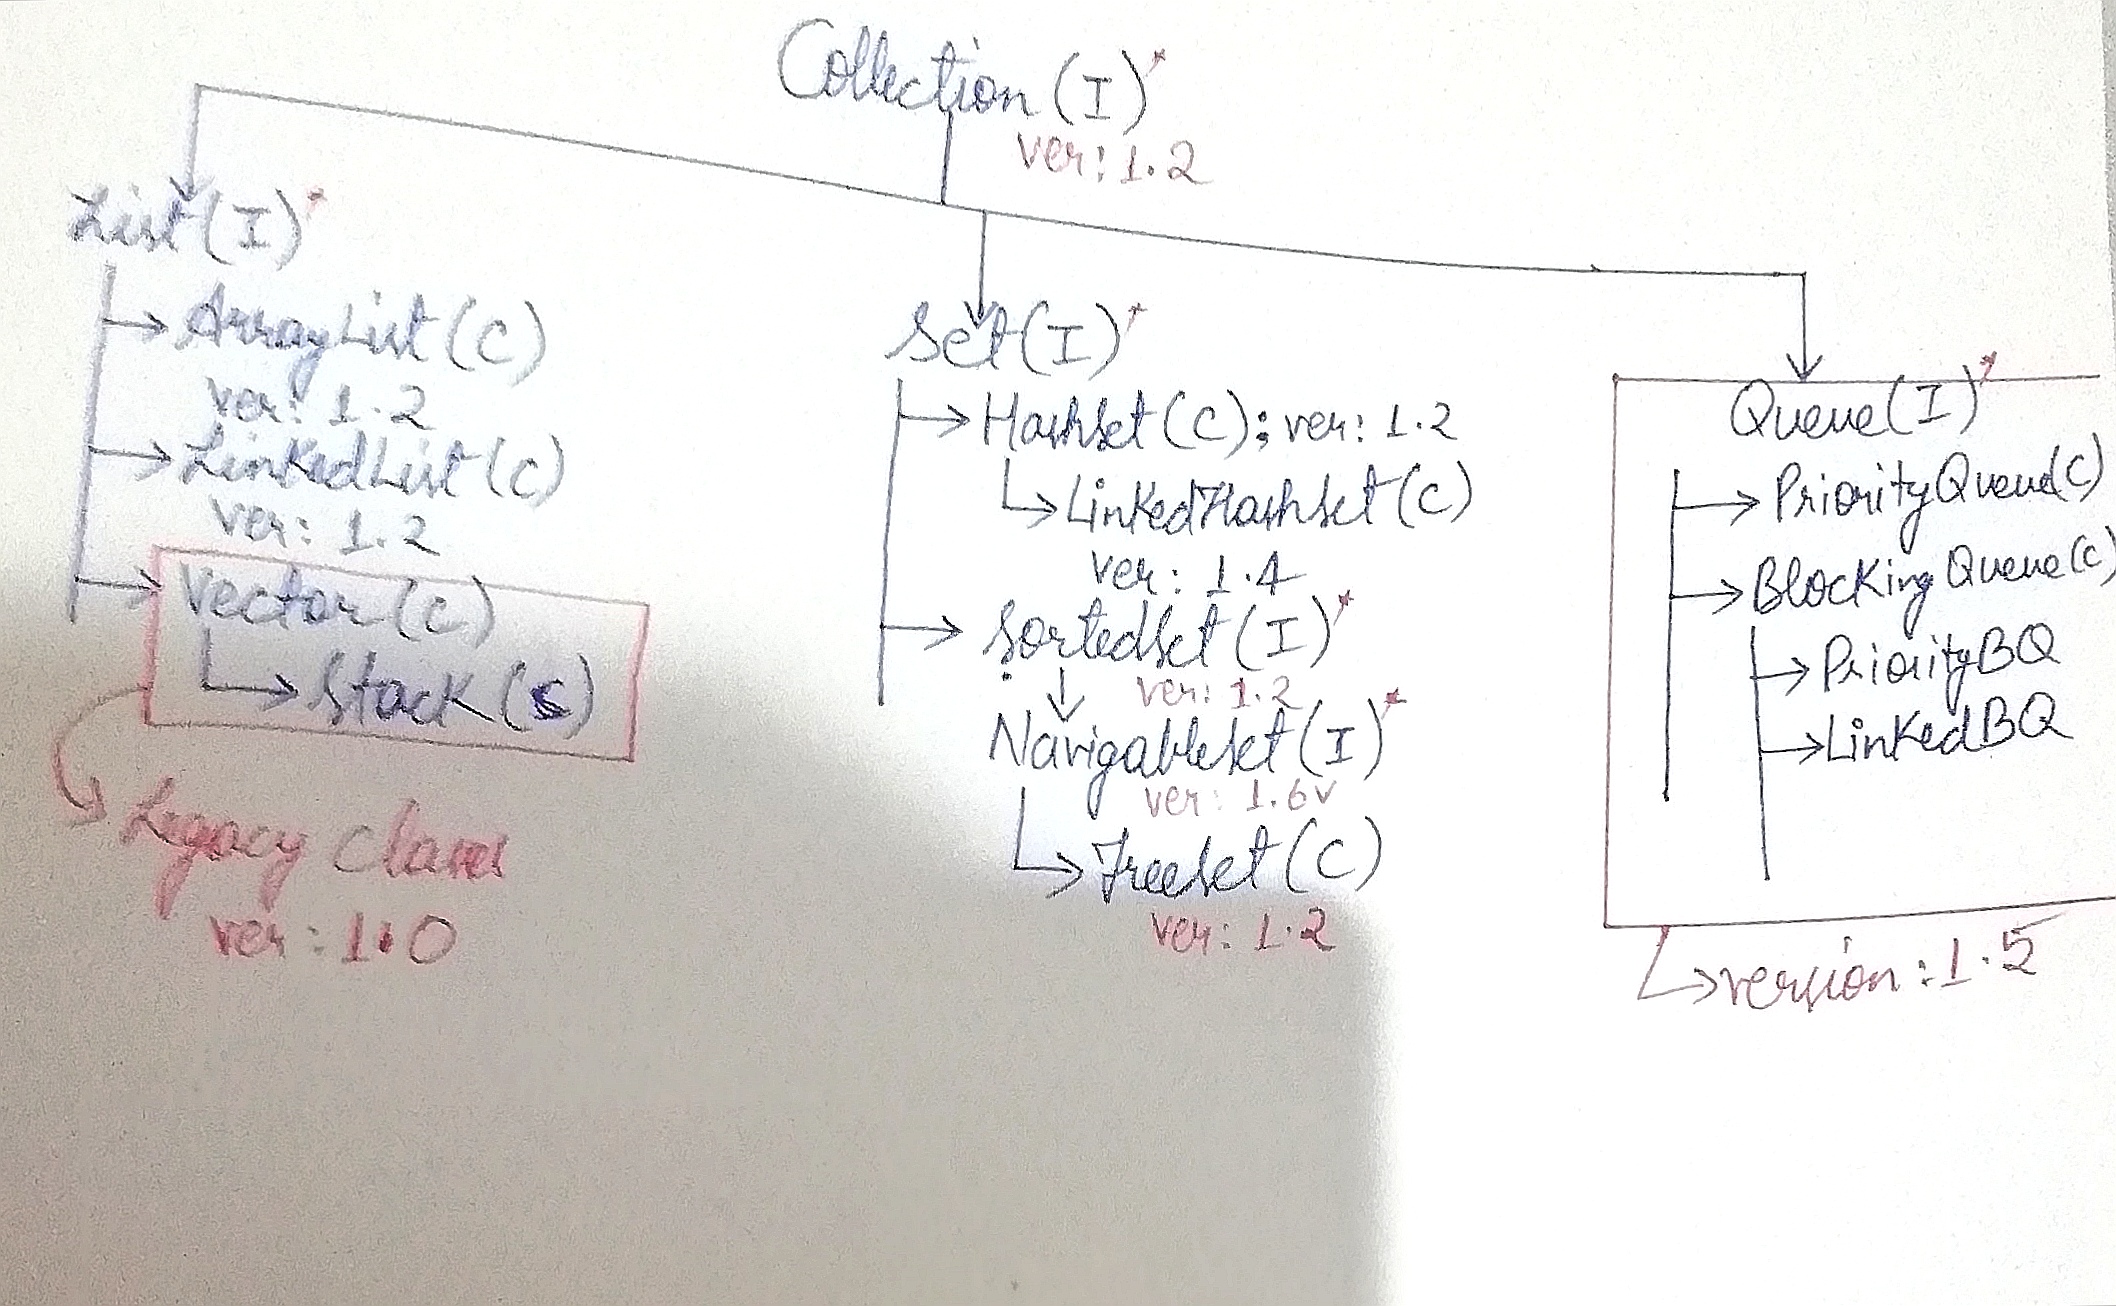 Collection (I)*
ver: 1.2
List (I)*
ArrayList (C)
ver: 1.2
LinkedList (C)
ver: 1.2
Vector (C)
Stack (C)
Legacy Classes
ver: 1.0
Set (I)*
HashSet (C); ver: 1.2
LinkedHashSet (C)
ver: 1.4
SortedSet (I)*
ver: 1.2
NavigableSet (I)*
ver: 1.6v
TreeSet (C)
ver: 1.2
Queue (I)*
PriorityQueue (C)
BlockingQueue (C)
PriorityBQ
LinkedBQ
version: 1.5